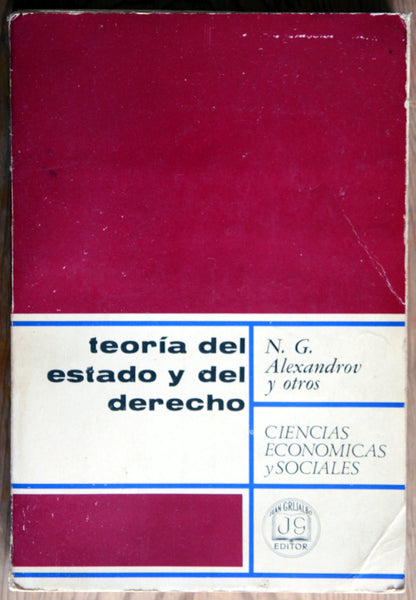 teoría del
estado y del
derecho
N. G.
Alexandrov
y otros
CIENCIAS
ECONOMICAS
y SOCIALES
JUAN GRIJALBO
JG
EDITOR